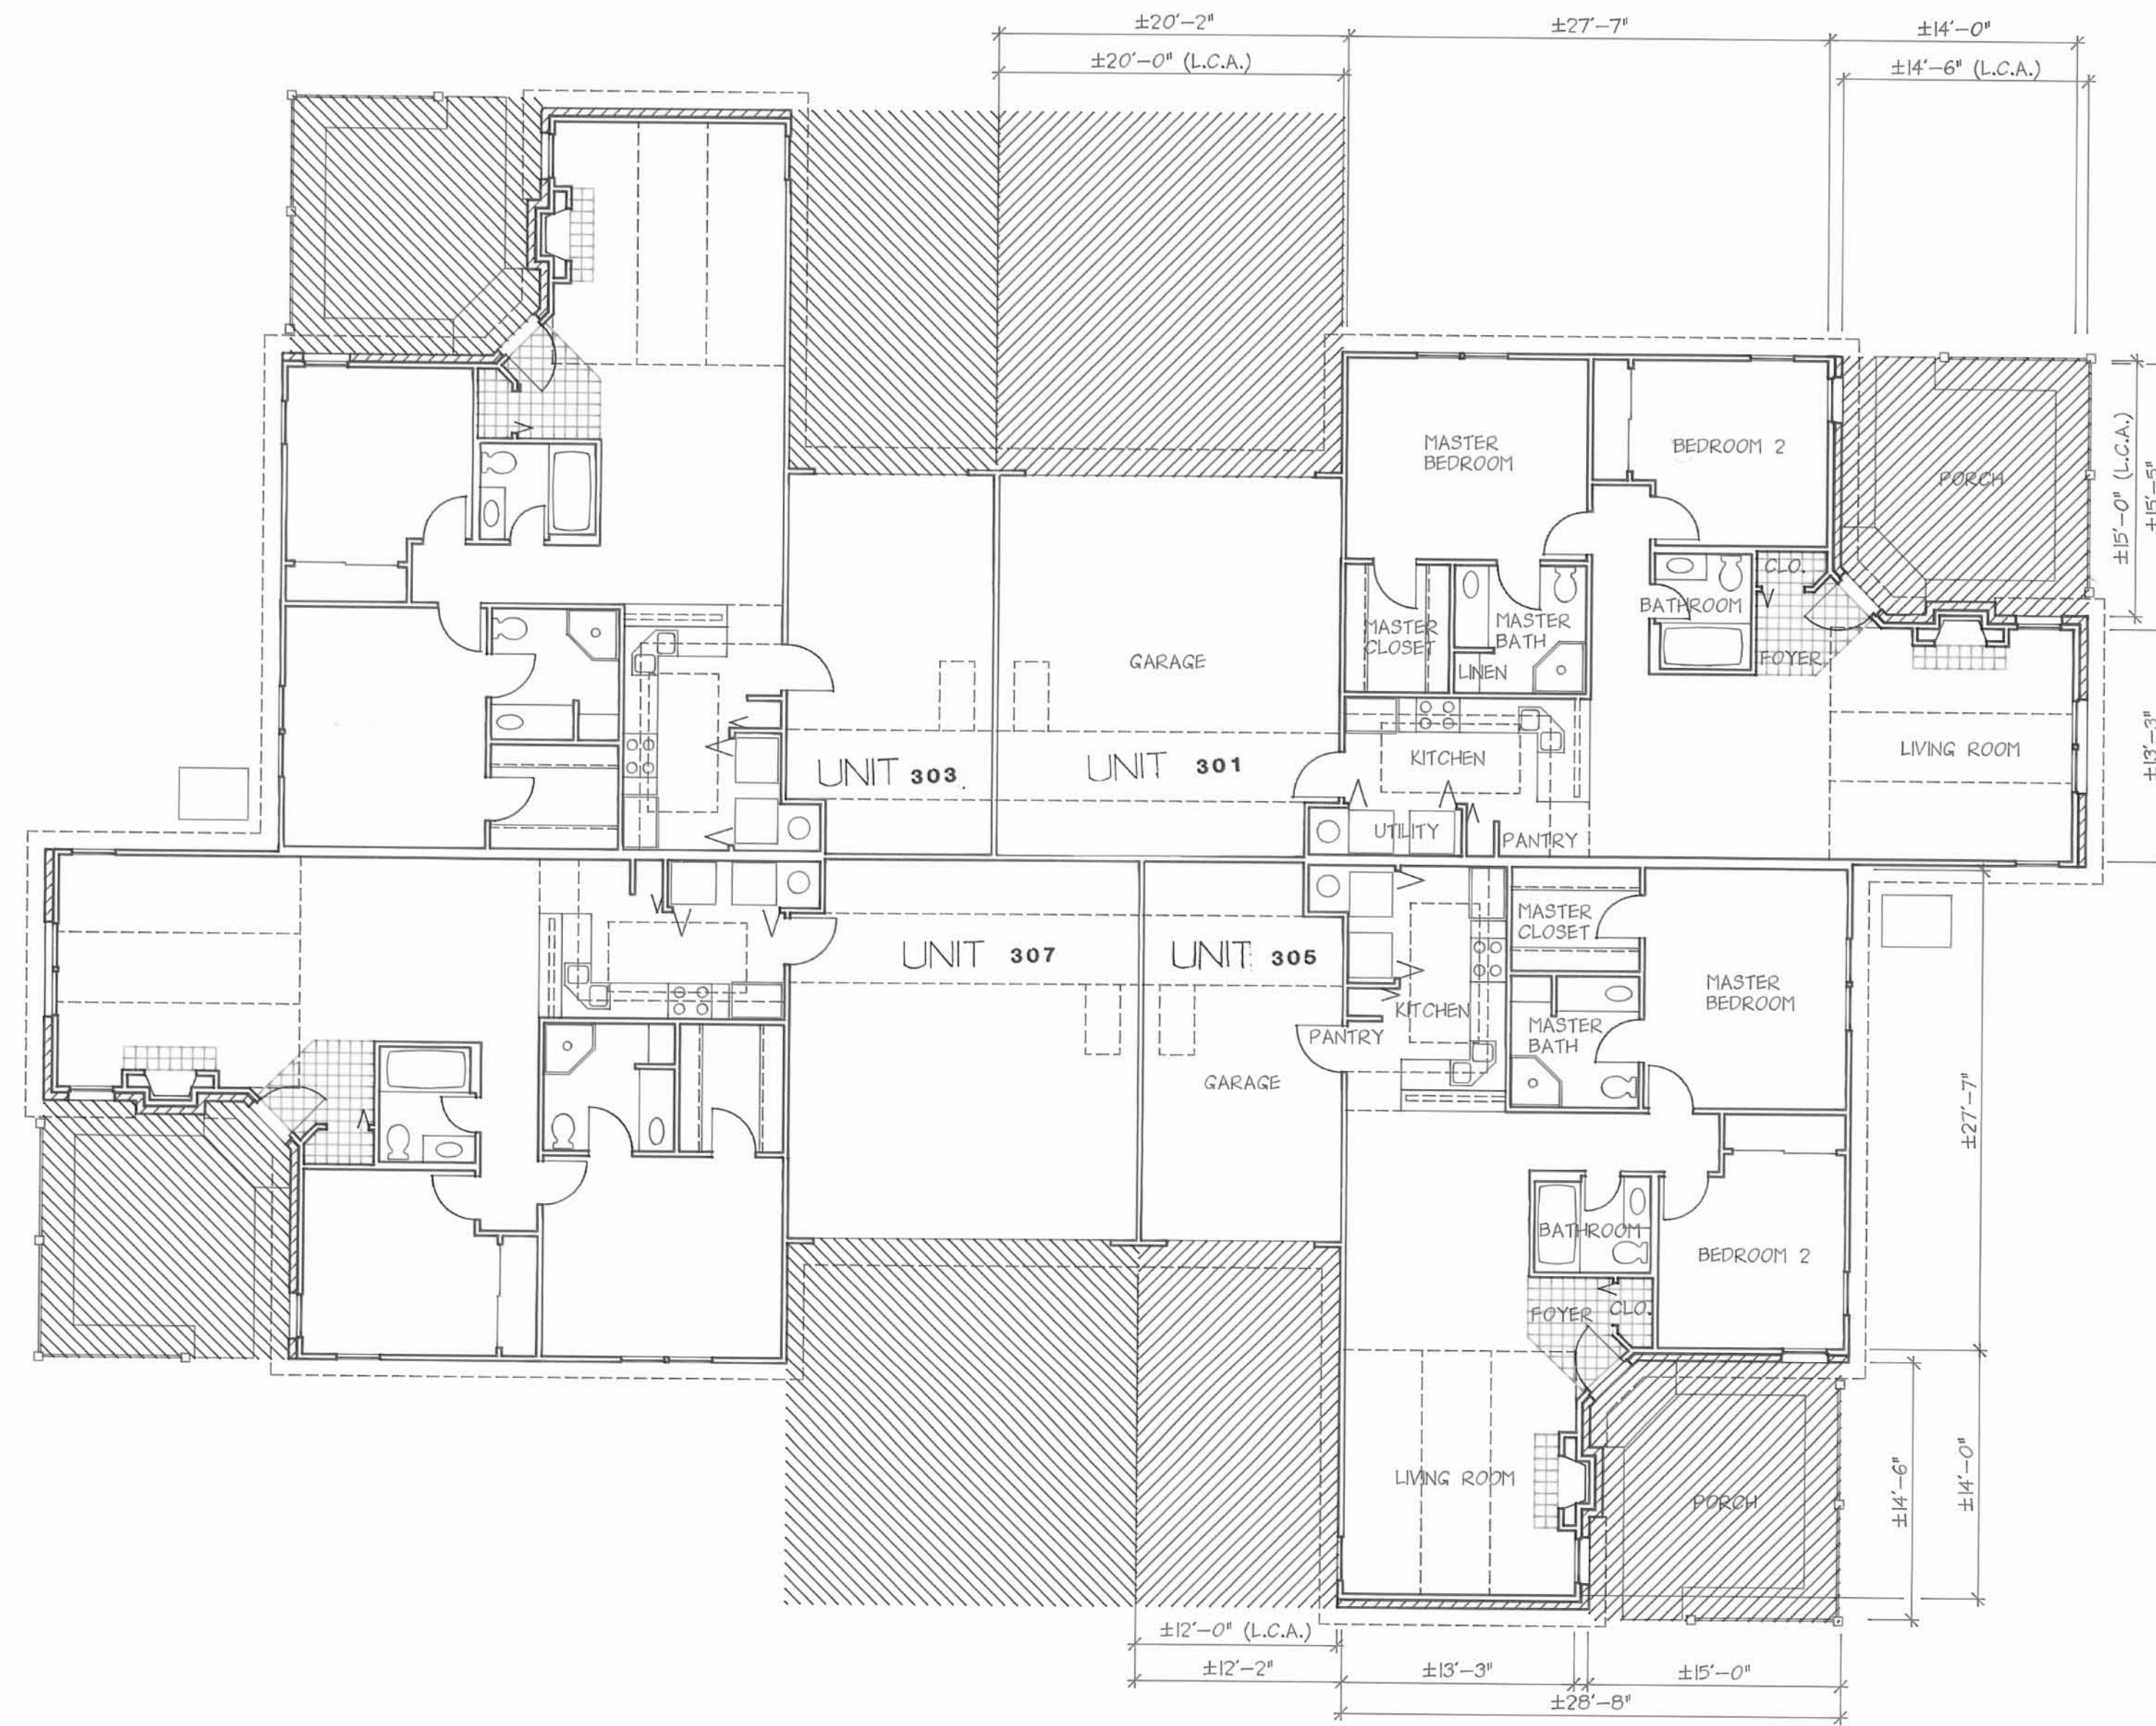 ±20'-2"
±27'-7"
±14'-0"
±20'-0" (L.C.A.)
±14'-6" (L.C.A.)
MASTER
BEDROOM
BEDROOM 2
PORCH
±15'-0" (L.C.A.)
±15'-5"
CLO.
BATHROOM
MASTER
CLOSET
MASTER
BATH
LINEN
FOYER
GARAGE
KITCHEN
LIVING ROOM
±13'-3"
UNIT 303
UNIT 301
UTILITY
PANTRY
UNIT 307
UNIT 305
MASTER
CLOSET
MASTER
BEDROOM
KITCHEN
PANTRY
MASTER
BATH
GARAGE
±27'-7"
BATHROOM
BEDROOM 2
FOYER
CLO.
LIVING ROOM
PORCH
±14'-6"
±14'-0"
±12'-0" (L.C.A.)
±12'-2"
±13'-3"
±15'-0"
±28'-8"